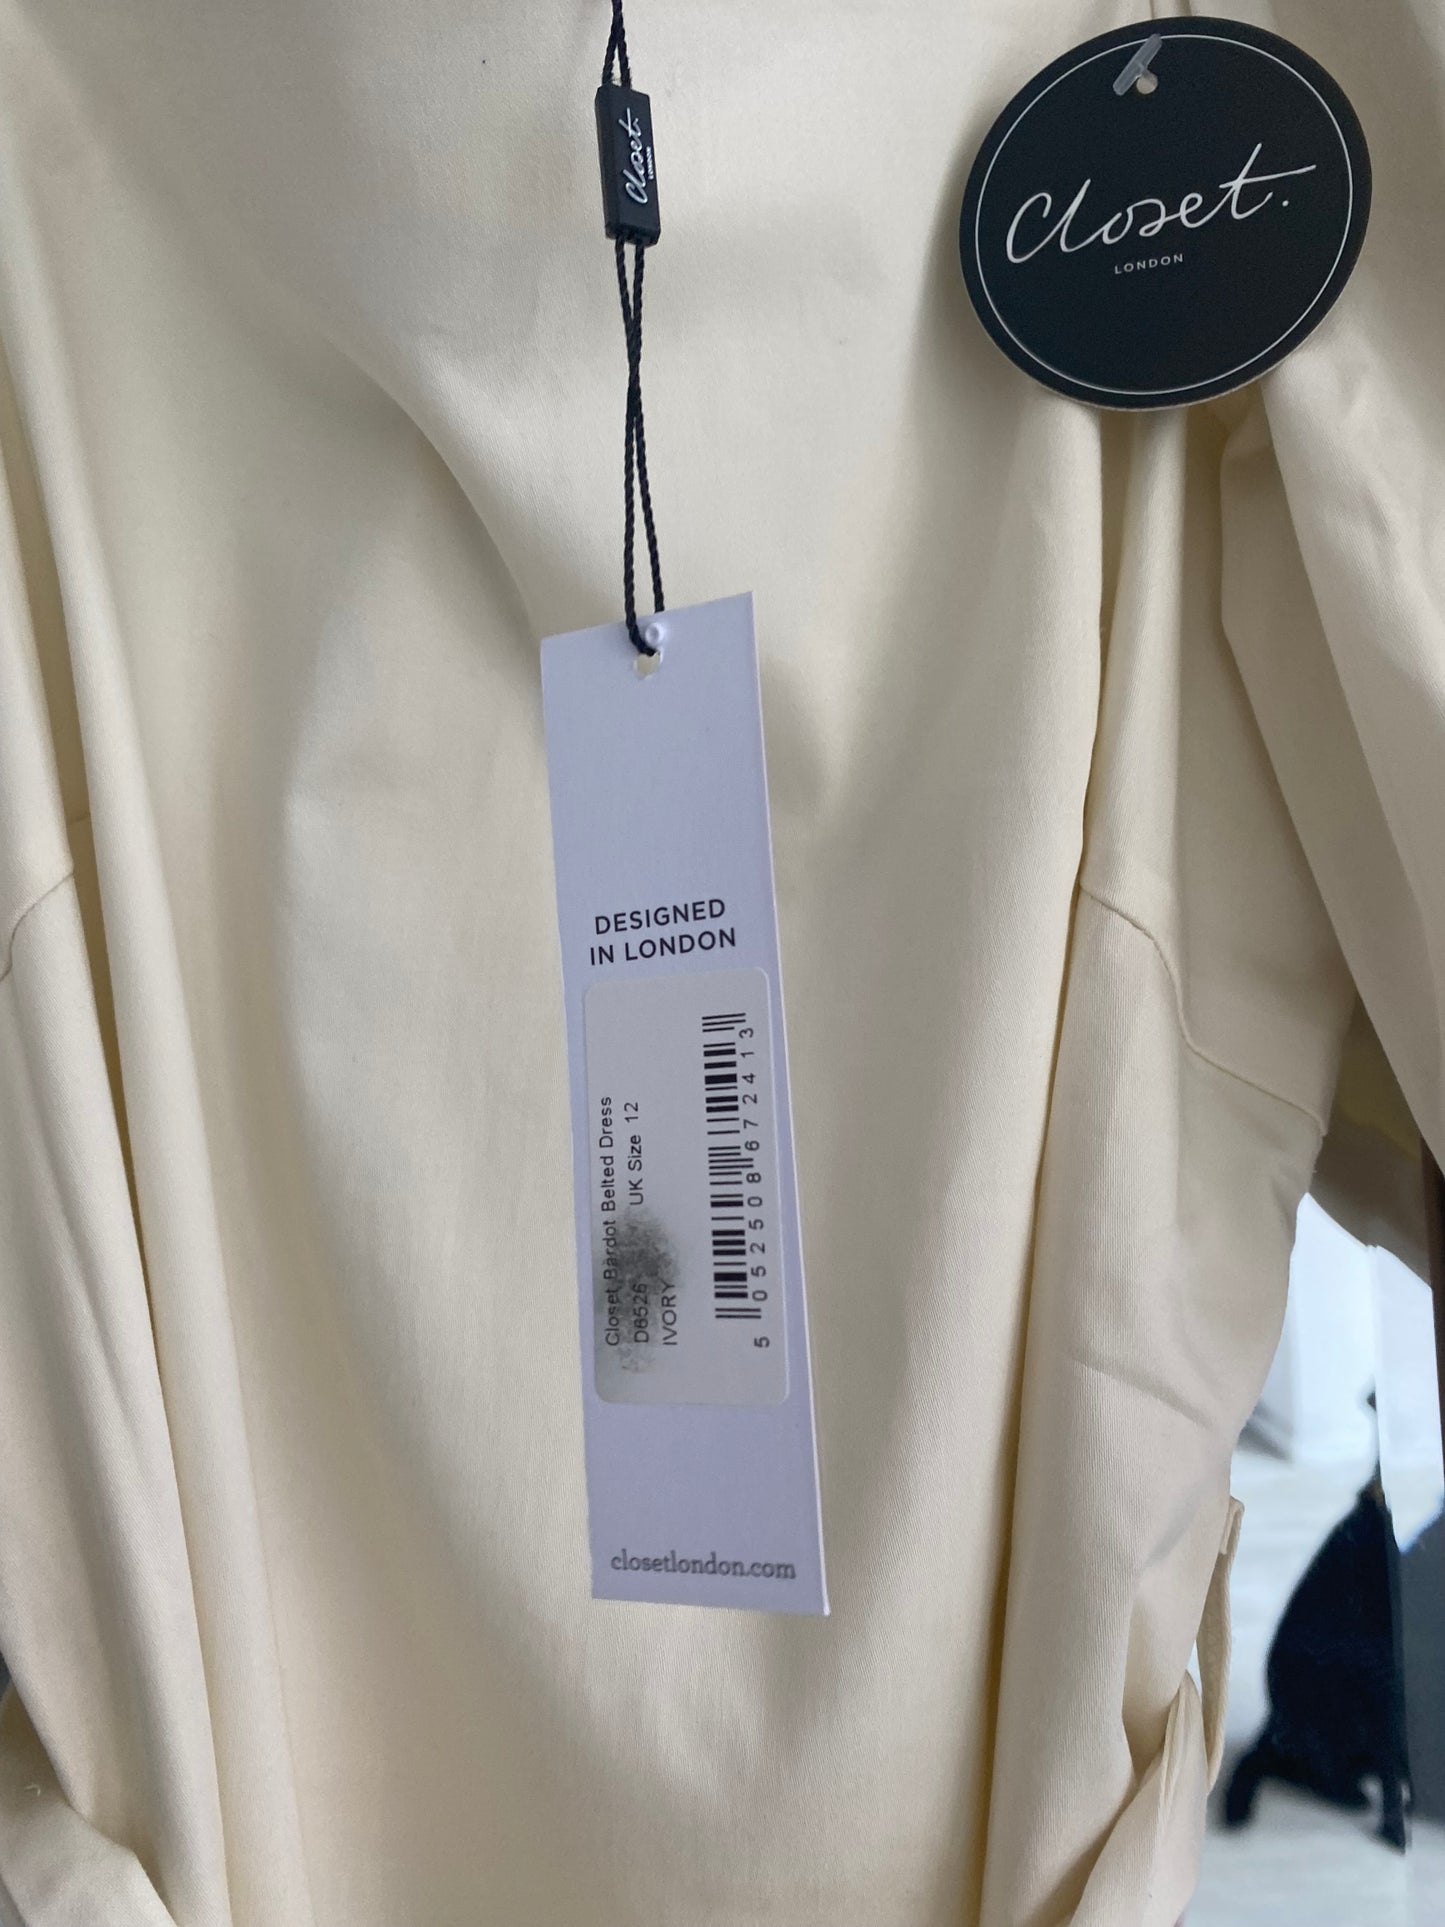 Closet.
LONDON
Closet.
LONDON
DESIGNED
IN LONDON
Closet Bardot Belted Dress
D8526 UK Size 12
IVORY
5 052508 672413
closetlondon.com